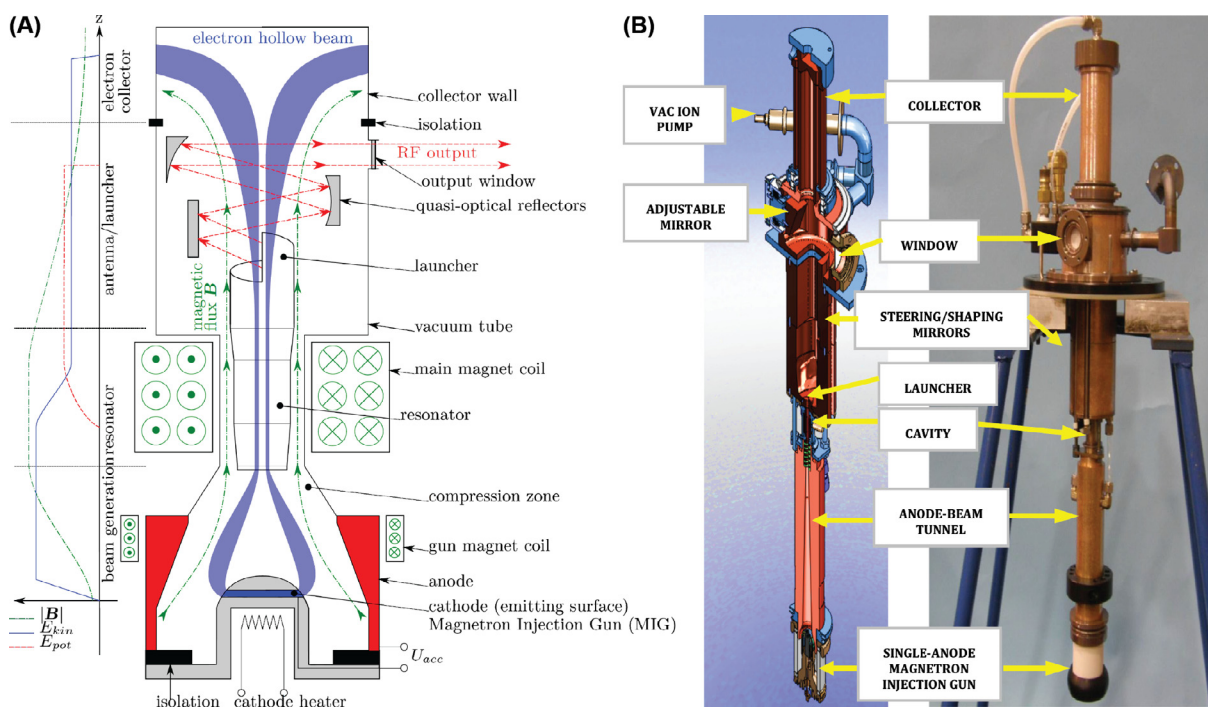 (A)
z
electron
collector
antenna/launcher
resonator
beam generation
|B|
E_kin
E_pot
electron hollow beam
collector wall
isolation
RF output
output window
quasi-optical reflectors
launcher
magnetic
flux B
vacuum tube
main magnet coil
resonator
compression zone
gun magnet coil
anode
cathode (emitting surface)
Magnetron Injection Gun (MIG)
U_acc
isolation
cathode heater
(B)
VAC ION
PUMP
COLLECTOR
ADJUSTABLE
MIRROR
WINDOW
STEERING/SHAPING
MIRRORS
LAUNCHER
CAVITY
ANODE-BEAM
TUNNEL
SINGLE-ANODE
MAGNETRON
INJECTION GUN